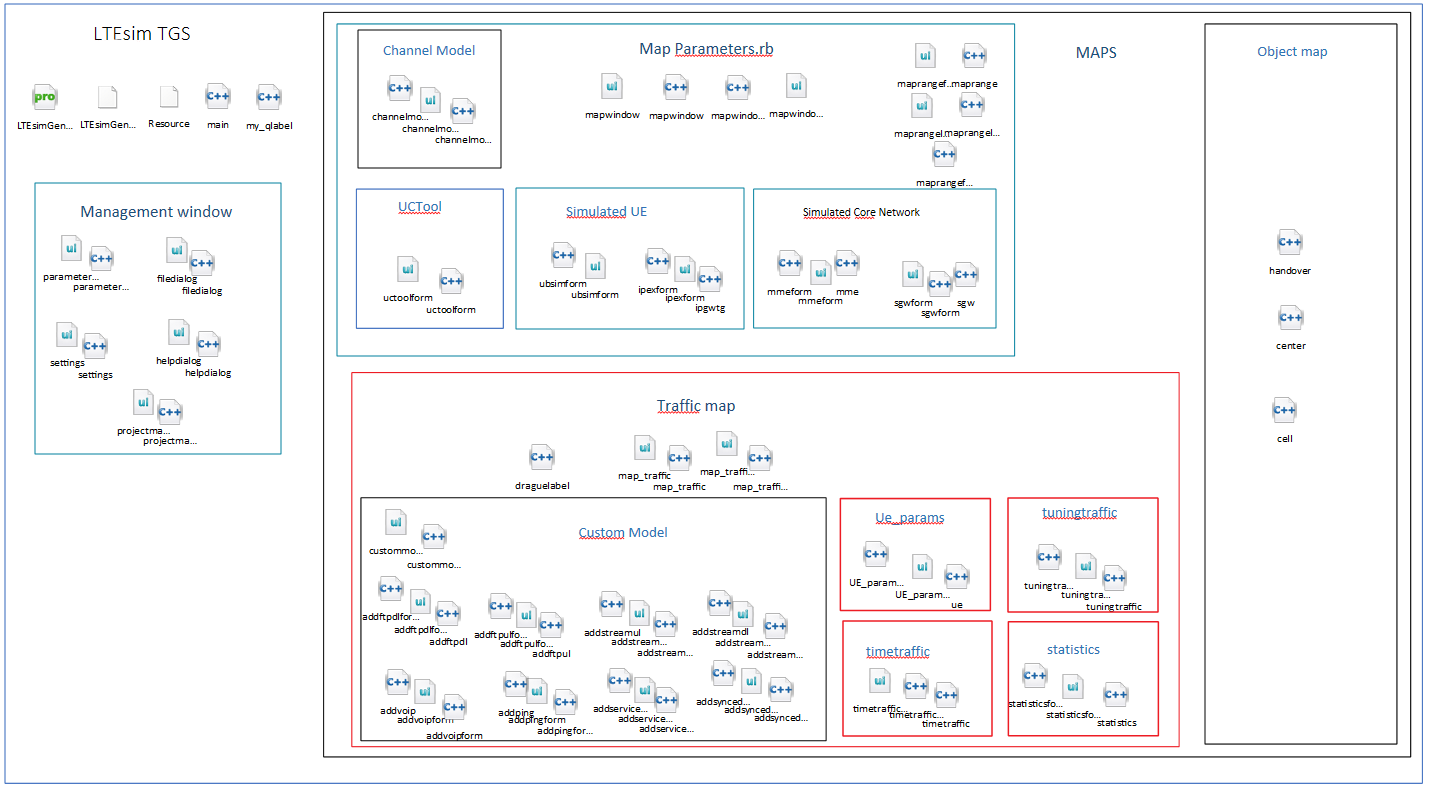 LTEsim TGS
pro
C++
C++
LTEsimGen...
LTEsimGen...
Resource
main
my_qlabel
Management window
ui
C++
ui
C++
parameter...
parameter...
filedialog
filedialog
ui
C++
ui
C++
settings
settings
helpdialog
helpdialog
ui
C++
projectma...
projectma...
MAPS
Map Parameters.rb
ui
C++
C++
ui
mapwindow
mapwindow
mapwindo...
mapwindo...
ui
C++
maprangef...
maprange
ui
C++
maprangel...
maprangel...
C++
maprangef...
Channel Model
C++
ui
C++
channelmo...
channelmo...
channelmo...
UCTool
ui
C++
uctoolform
uctoolform
Simulated UE
C++
ui
C++
ui
C++
ubsimform
ubsimform
ipexform
ipexform
ipgwtg
Simulated Core Network
C++
ui
C++
ui
C++
C++
mmeform
mmeform
mme
sgwform
sgwform
sgw
Traffic map
C++
ui
C++
ui
C++
draguelabel
map_traffic
map_traffic
map_traffi...
map_traffi...
Custom Model
ui
C++
custommo...
custommo...
C++
ui
C++
addftpdlfor...
addftpdlfo...
addftpdl
C++
ui
C++
addftpulfo...
addftpulfo...
addftpul
C++
ui
C++
addstreamul
addstream...
addstream...
C++
ui
C++
addstreamdl
addstream...
addstream...
C++
ui
C++
addvoip
addvoipform
addvoipform
C++
ui
C++
addping
addpingform
addpingfor...
C++
ui
C++
addservice...
addservice...
addservice...
C++
ui
C++
addsynced...
addsynced...
addsynced...
Ue_params
C++
ui
C++
UE_param...
UE_param...
ue
tuningtraffic
C++
ui
C++
tuningtra...
tuningtra...
tuningtraffic
timetraffic
ui
C++
C++
timetraffic...
timetraffic...
timetraffic
statistics
C++
ui
C++
statisticsfo...
statisticsfo...
statistics
Object map
C++
handover
C++
center
C++
cell